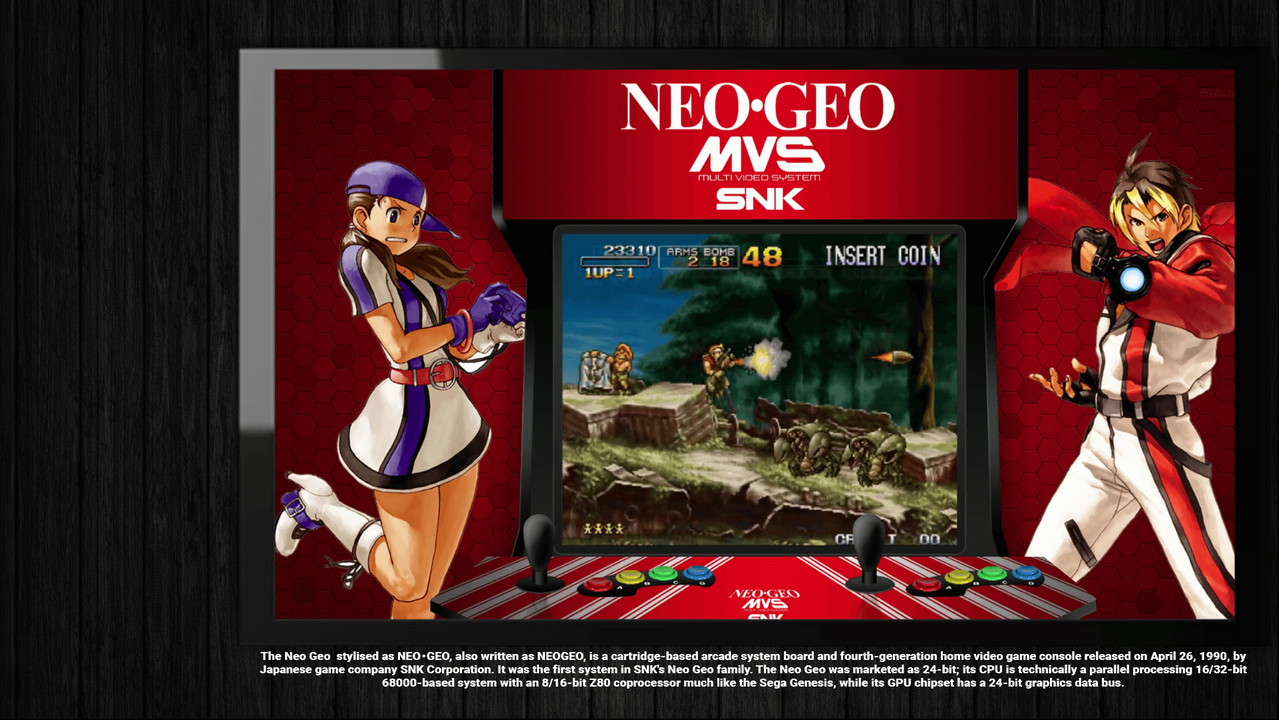 NEO·GEO
MVS
MULTI VIDEO SYSTEM
SNK
23310 ARMS BOMB 48 INSERT COIN
2 18
1UP=1
00
A B C D A B C D
NEO·GEO
MVS
SNK
The Neo Geo stylised as NEO•GEO, also written as NEOGEO, is a cartridge-based arcade system board and fourth-generation home video game console released on April 26, 1990, by
Japanese game company SNK Corporation. It was the first system in SNK's Neo Geo family. The Neo Geo was marketed as 24-bit; its CPU is technically a parallel processing 16/32-bit
68000-based system with an 8/16-bit Z80 coprocessor much like the Sega Genesis, while its GPU chipset has a 24-bit graphics data bus.